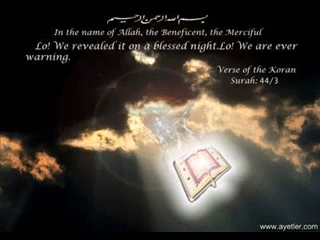 بسم الله الرحمن الرحيم
In the name of Allah, the Beneficent, the Merciful
Lo! We revealed it on a blessed night.Lo! We are ever
warning.
Verse of the Koran
Surah: 44/3
www.ayetler.com